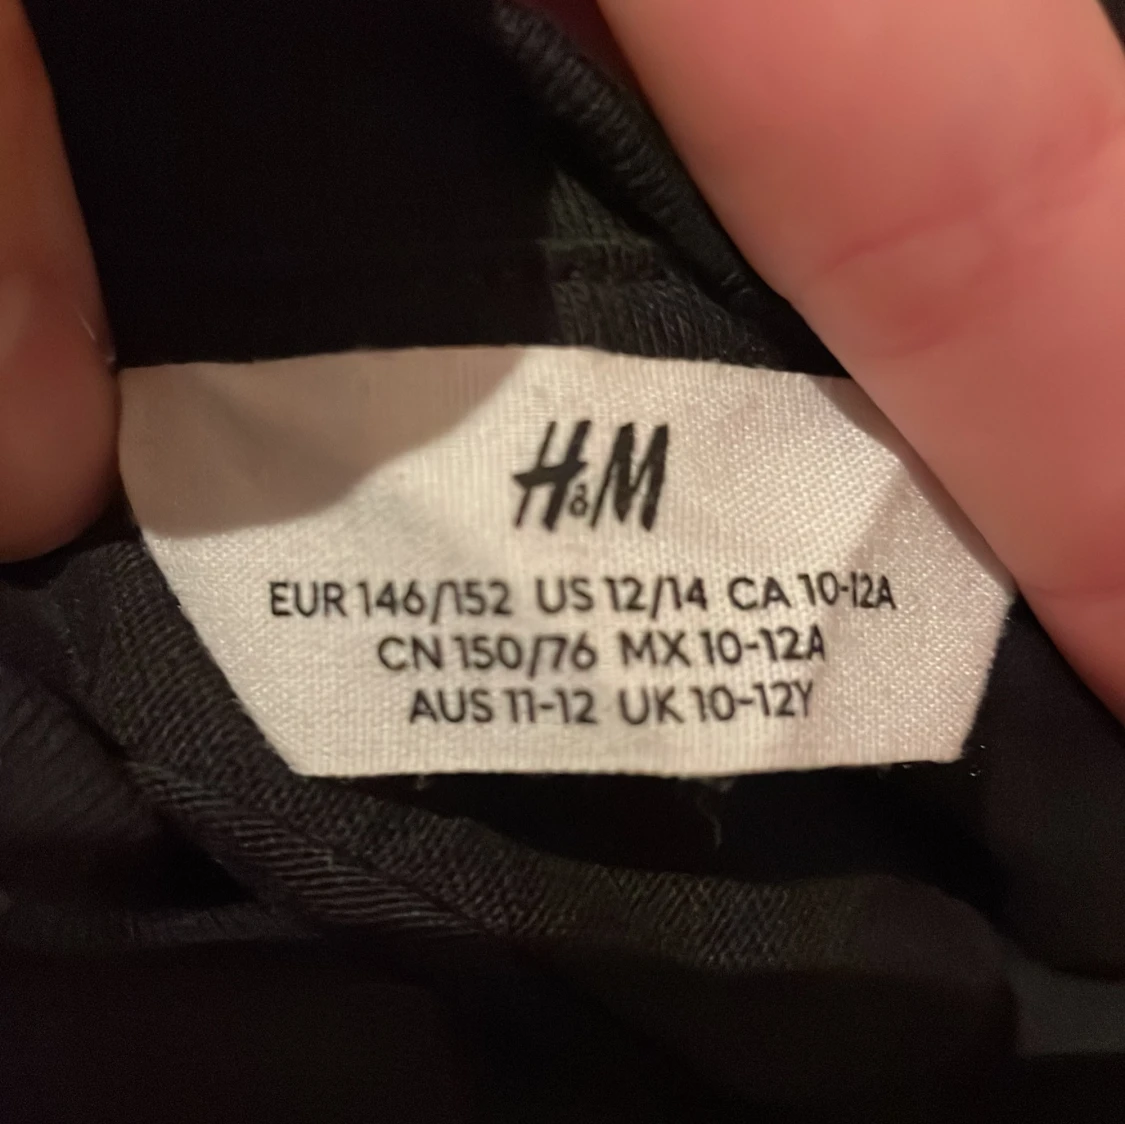 H&M
EUR 146/152 US 12/14 CA 10-12A
CN 150/76 MX 10-12A
AUS 11-12 UK 10-12Y